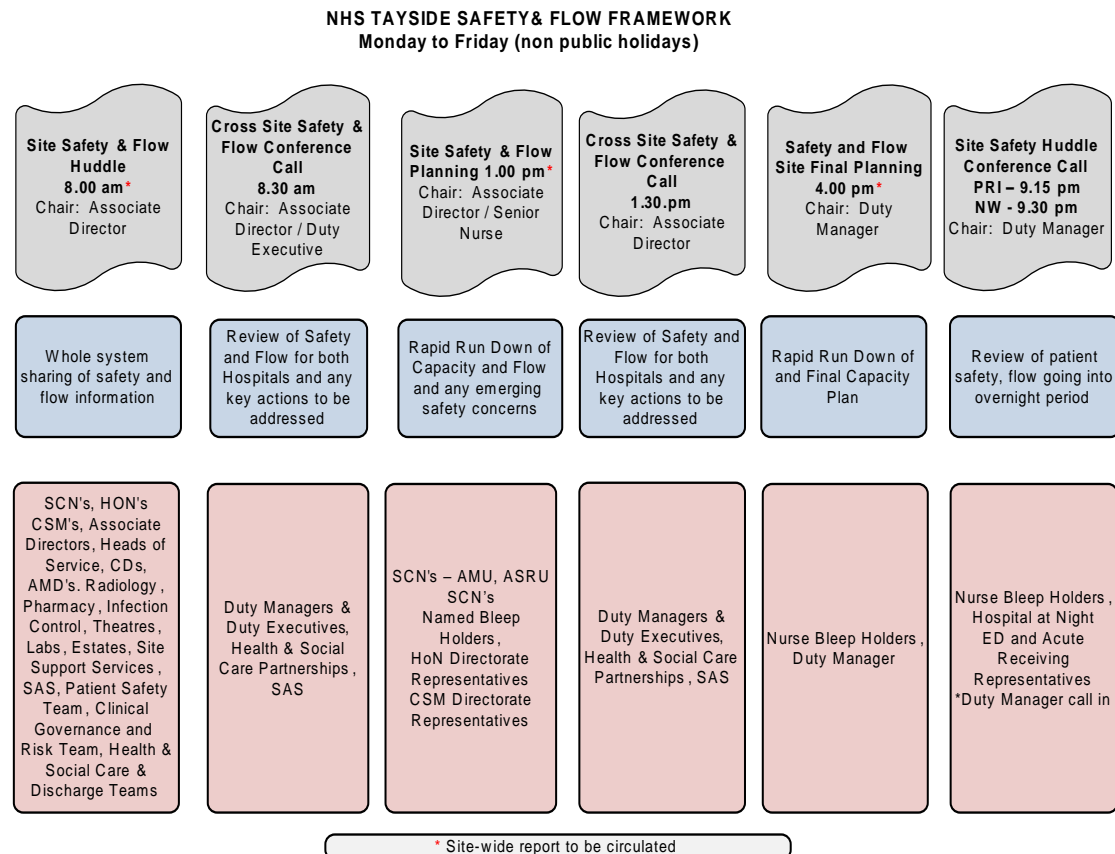 NHS TAYSIDE SAFETY& FLOW FRAMEWORK
Monday to Friday (non public holidays)
Site Safety & Flow
Huddle
8.00 am*
Chair: Associate
Director
Cross Site Safety &
Flow Conference
Call
8.30 am
Chair: Associate
Director / Duty
Executive
Site Safety & Flow
Planning 1.00 pm*
Chair: Associate
Director / Senior
Nurse
Cross Site Safety &
Flow Conference
Call
1.30.pm
Chair: Associate
Director
Safety and Flow
Site Final Planning
4.00 pm*
Chair: Duty
Manager
Site Safety Huddle
Conference Call
PRI – 9.15 pm
NW - 9.30 pm
Chair: Duty Manager
Whole system
sharing of safety and
flow information
Review of Safety
and Flow for both
Hospitals and any
key actions to be
addressed
Rapid Run Down of
Capacity and Flow
and any emerging
safety concerns
Review of Safety and
Flow for both
Hospitals and any
key actions to be
addressed
Rapid Run Down of
and Final Capacity
Plan
Review of patient
safety, flow going into
overnight period
SCN's, HON's
CSM's, Associate
Directors, Heads of
Service, CDs,
AMD's. Radiology,
Pharmacy, Infection
Control, Theatres,
Labs, Estates, Site
Support Services,
SAS, Patient Safety
Team, Clinical
Governance and
Risk Team, Health &
Social Care &
Discharge Teams
Duty Managers &
Duty Executives,
Health & Social
Care Partnerships,
SAS
SCN's – AMU, ASRU
SCN's
Named Bleep
Holders,
HoN Directorate
Representatives
CSM Directorate
Representatives
Duty Managers &
Duty Executives,
Health & Social Care
Partnerships, SAS
Nurse Bleep Holders,
Duty Manager
Nurse Bleep Holders,
Hospital at Night
ED and Acute
Receiving
Representatives
*Duty Manager call in
* Site-wide report to be circulated